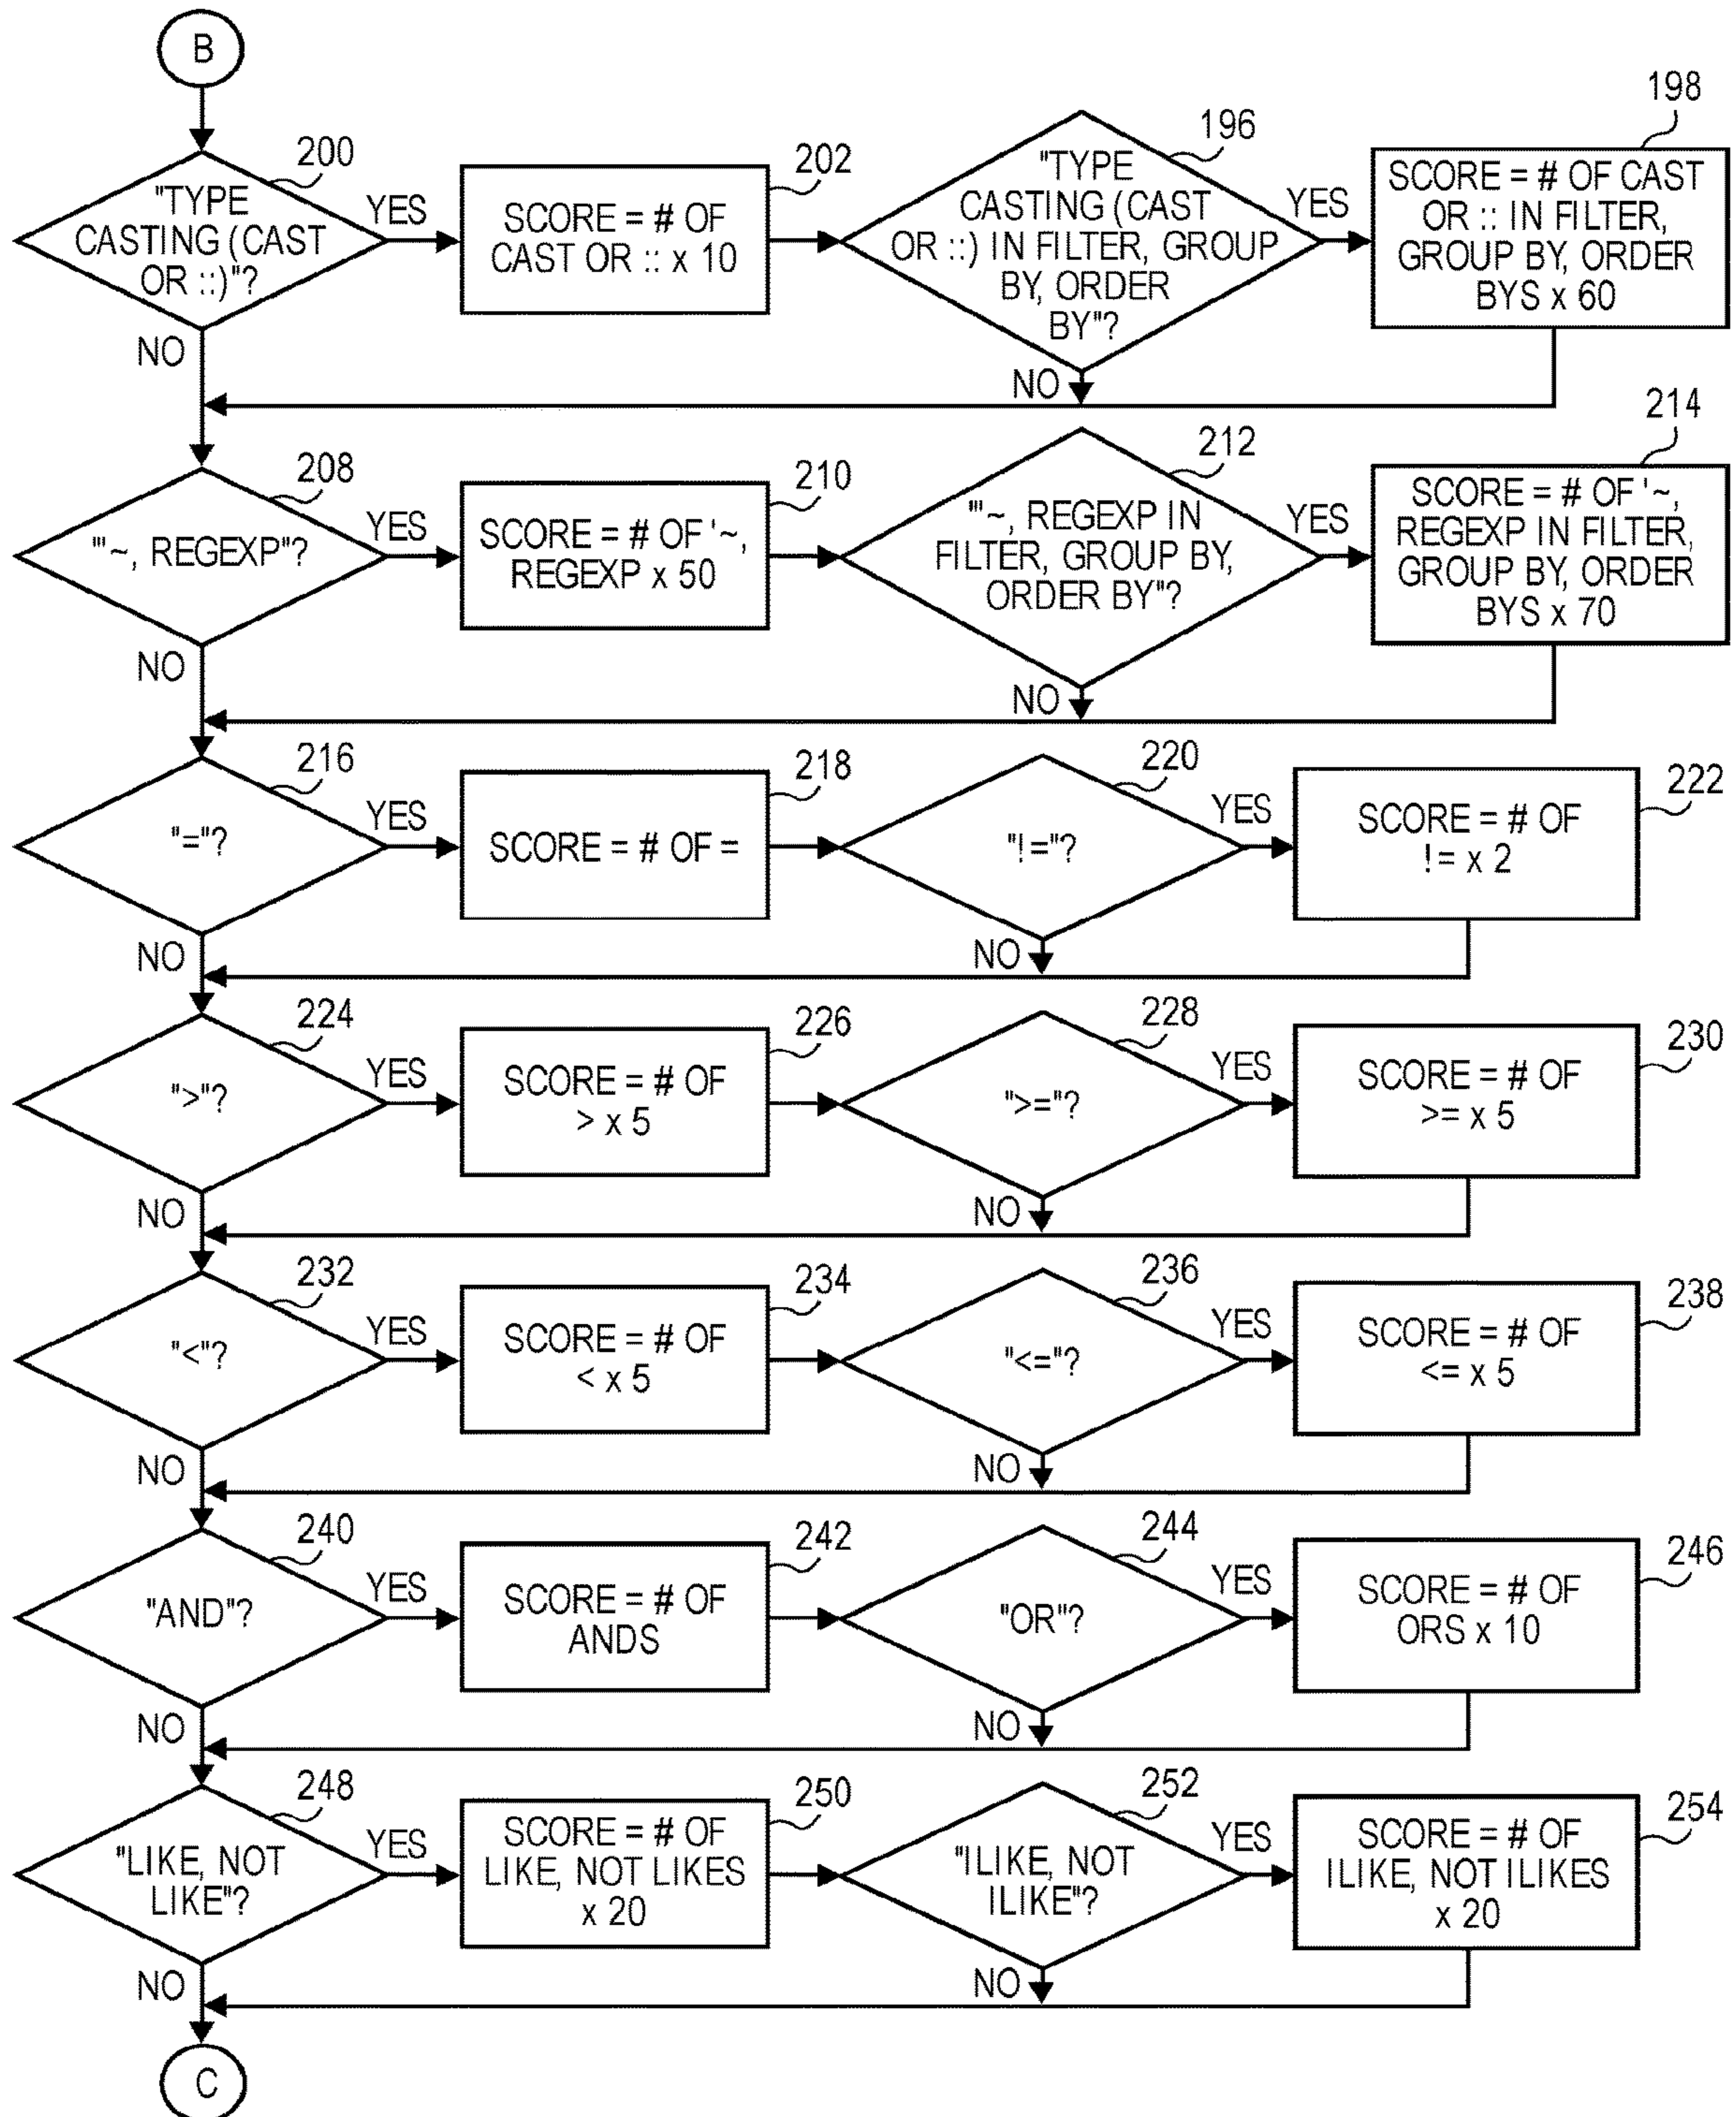 B
200
"TYPE
CASTING (CAST
OR ::)"?
YES
NO
202
SCORE = # OF
CAST OR :: x 10
196
"TYPE
CASTING (CAST
OR ::) IN FILTER, GROUP
BY, ORDER
BY"?
YES
NO
198
SCORE = # OF CAST
OR :: IN FILTER,
GROUP BY, ORDER
BYS x 60
208
"'~, REGEXP"?
YES
NO
210
SCORE = # OF '~,
REGEXP x 50
212
"'~, REGEXP IN
FILTER, GROUP BY,
ORDER BY"?
YES
NO
214
SCORE = # OF '~,
REGEXP IN FILTER,
GROUP BY, ORDER
BYS x 70
216
"="?
YES
NO
218
SCORE = # OF =
220
"!="?
YES
NO
222
SCORE = # OF
!= x 2
224
">"?
YES
NO
226
SCORE = # OF
> x 5
228
">="?
YES
NO
230
SCORE = # OF
>= x 5
232
"<"?
YES
NO
234
SCORE = # OF
< x 5
236
"<="?
YES
NO
238
SCORE = # OF
<= x 5
240
"AND"?
YES
NO
242
SCORE = # OF
ANDS
244
"OR"?
YES
NO
246
SCORE = # OF
ORS x 10
248
"LIKE, NOT
LIKE"?
YES
NO
250
SCORE = # OF
LIKE, NOT LIKES
x 20
252
"ILIKE, NOT
ILIKE"?
YES
NO
254
SCORE = # OF
ILIKE, NOT ILIKES
x 20
C